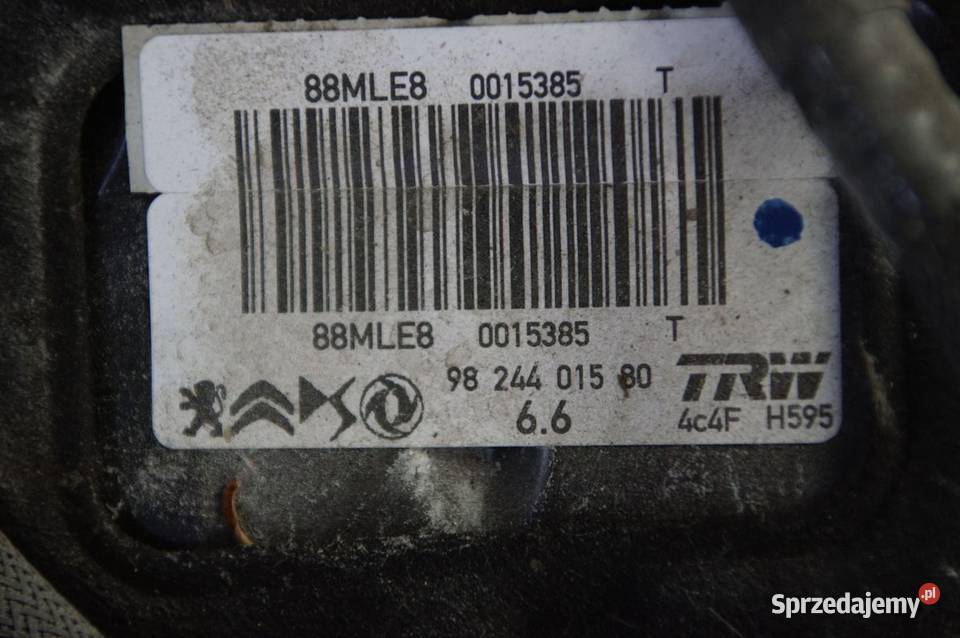 88MLE8 0015385 T
88MLE8 0015385 T
98 244 015 80
TRW
6.6
4c4F H595
Sprzedajemy.pl